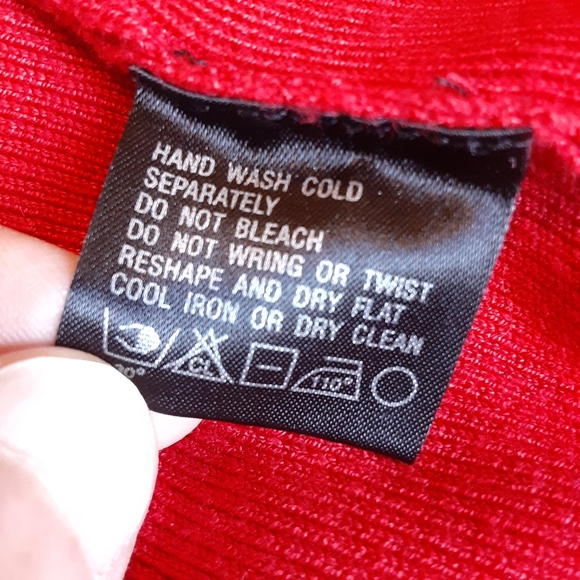 HAND WASH COLD
SEPARATELY
DO NOT BLEACH
DO NOT WRING OR TWIST
RESHAPE AND DRY FLAT
COOL IRON OR DRY CLEAN
30° CL 110°